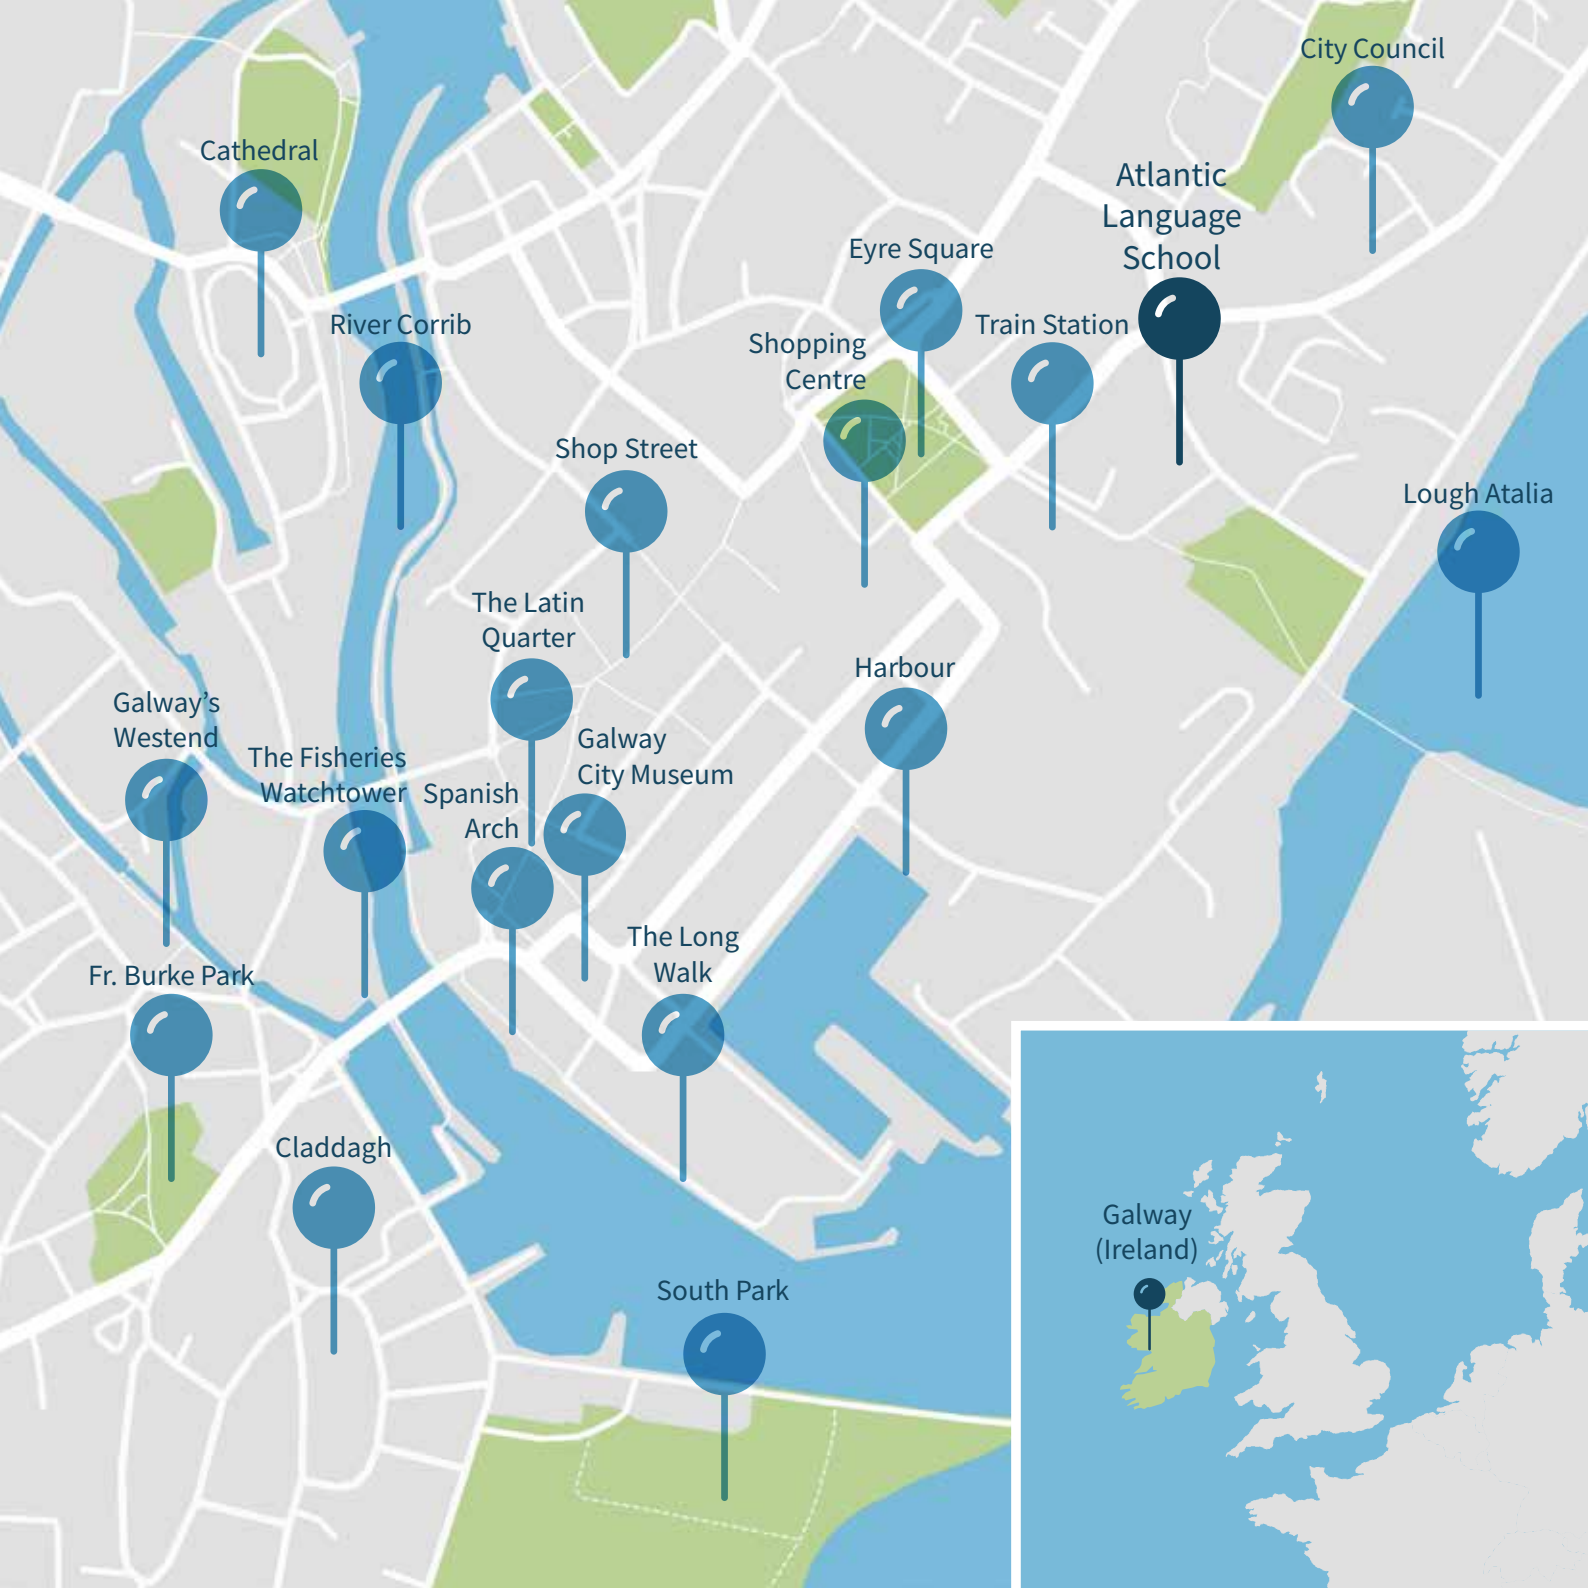 City Council
Cathedral
Atlantic
Language
School
Eyre Square
River Corrib
Train Station
Shopping
Centre
Shop Street
Lough Atalia
The Latin
Quarter
Harbour
Galway’s
Westend
The Fisheries
Watchtower
Galway
City Museum
Spanish
Arch
The Long
Walk
Fr. Burke Park
Claddagh
South Park
Galway
(Ireland)